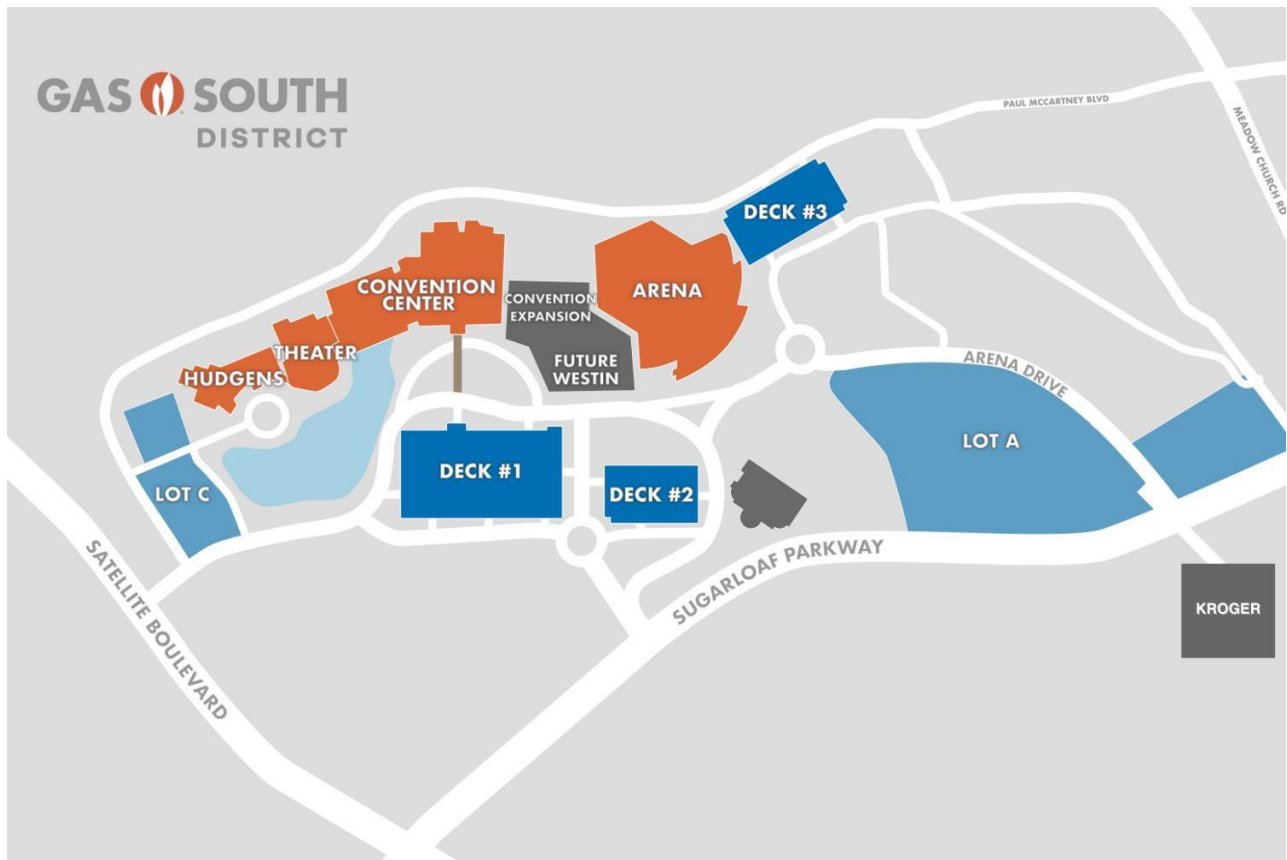 GAS SOUTH
DISTRICT
PAUL MCCARTNEY BLVD
MEADOW CHURCH RD
DECK #3
CONVENTION
CENTER
CONVENTION
EXPANSION
ARENA
THEATER
HUDGENS
FUTURE
WESTIN
ARENA DRIVE
LOT A
DECK #1
DECK #2
LOT C
SATELLITE BOULEVARD
SUGARLOAF PARKWAY
KROGER